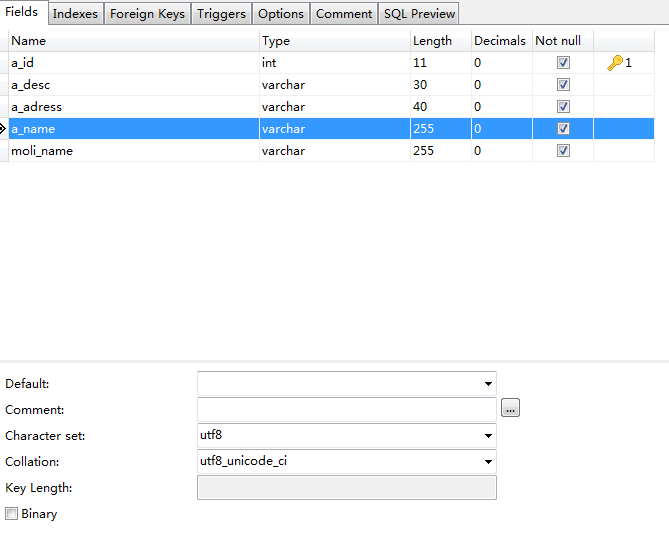 Fields Indexes Foreign Keys Triggers Options Comment SQL Preview
Name Type Length Decimals Not null
a_id int 11 0 1
a_desc varchar 30 0
a_adress varchar 40 0
a_name varchar 255 0
moli_name varchar 255 0
Default:
Comment: ...
Character set: utf8
Collation: utf8_unicode_ci
Key Length:
Binary